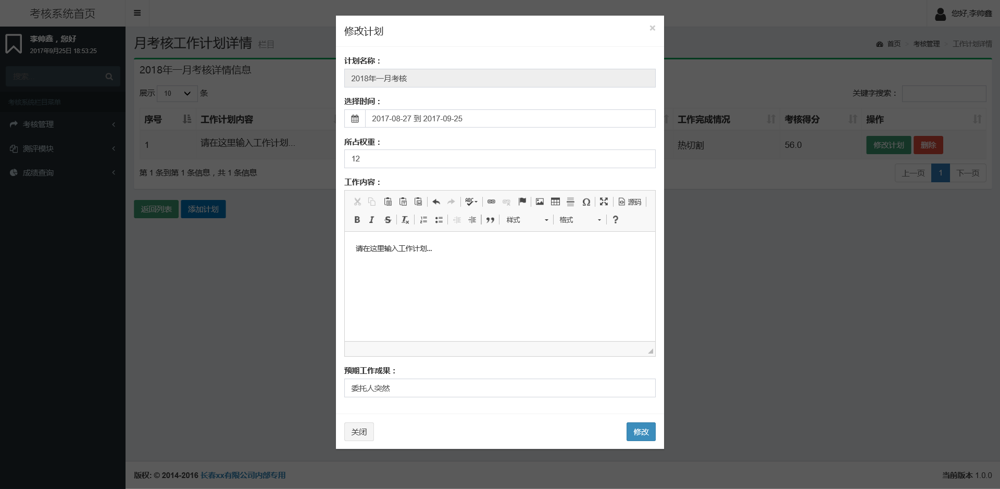 考核系统首页
您好,李帅鑫
李帅鑫，您好
2017年9月25日 18:53:25
搜索...
考核系统栏目菜单
考核管理
测评模块
成绩查询
月考核工作计划详情 栏目
首页 > 考核管理 > 工作计划详情
2018年一月考核详情信息
展示 10 条
关键字搜索：
序号 工作计划内容 工作完成情况 考核得分 操作
1 请在这里输入工作计划... 热切割 56.0 修改计划 删除
第 1 条到第 1 条信息，共 1 条信息
上一页 1 下一页
返回列表 添加计划
修改计划
×
计划名称：
2018年一月考核
选择时间：
2017-08-27 到 2017-09-25
所占权重：
12
工作内容：
ABC Ω 源码
B I S Tx 样式 格式 ?
请在这里输入工作计划...
预期工作成果：
委托人突然
关闭 修改
版权: © 2014-2016 长春xx有限公司内部专用
当前版本 1.0.0